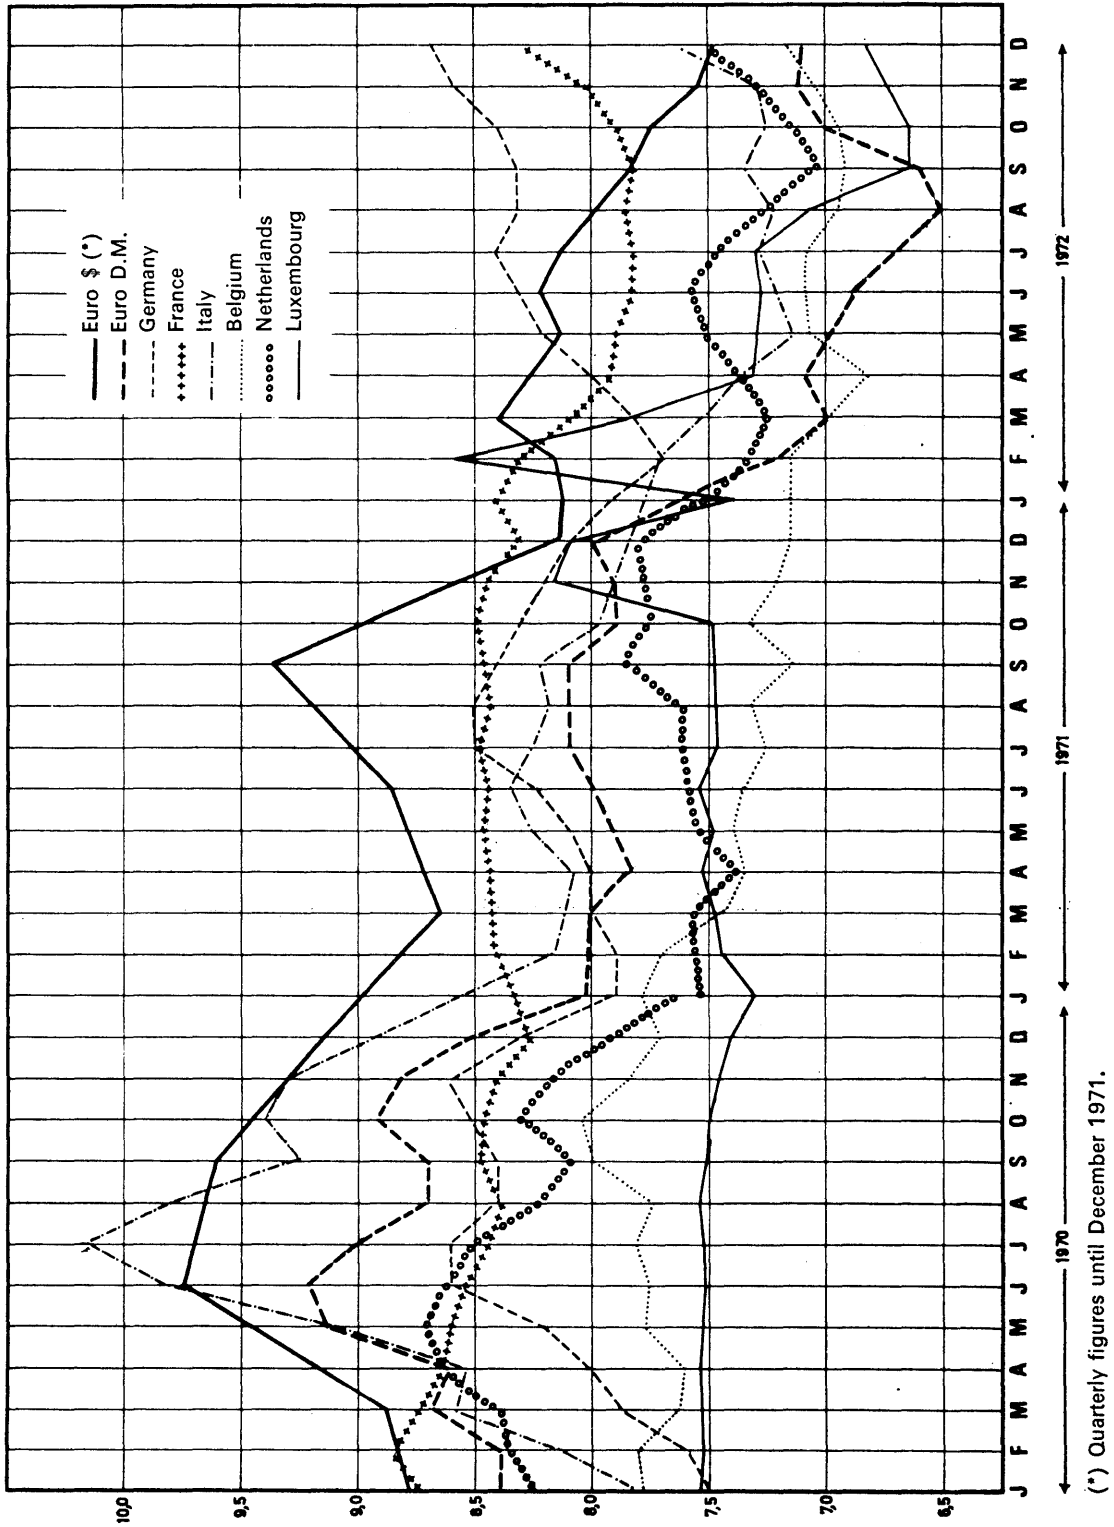 Euro $ (*)
Euro D.M.
Germany
France
Italy
Belgium
Netherlands
Luxembourg
10,0
9,5
9,0
8,5
8,0
7,5
7,0
6,5
J F M A M J J A S O N D J F M A M J J A S O N D J F M A M J J A S O N D
1970 1971 1972
(*) Quarterly figures until December 1971.